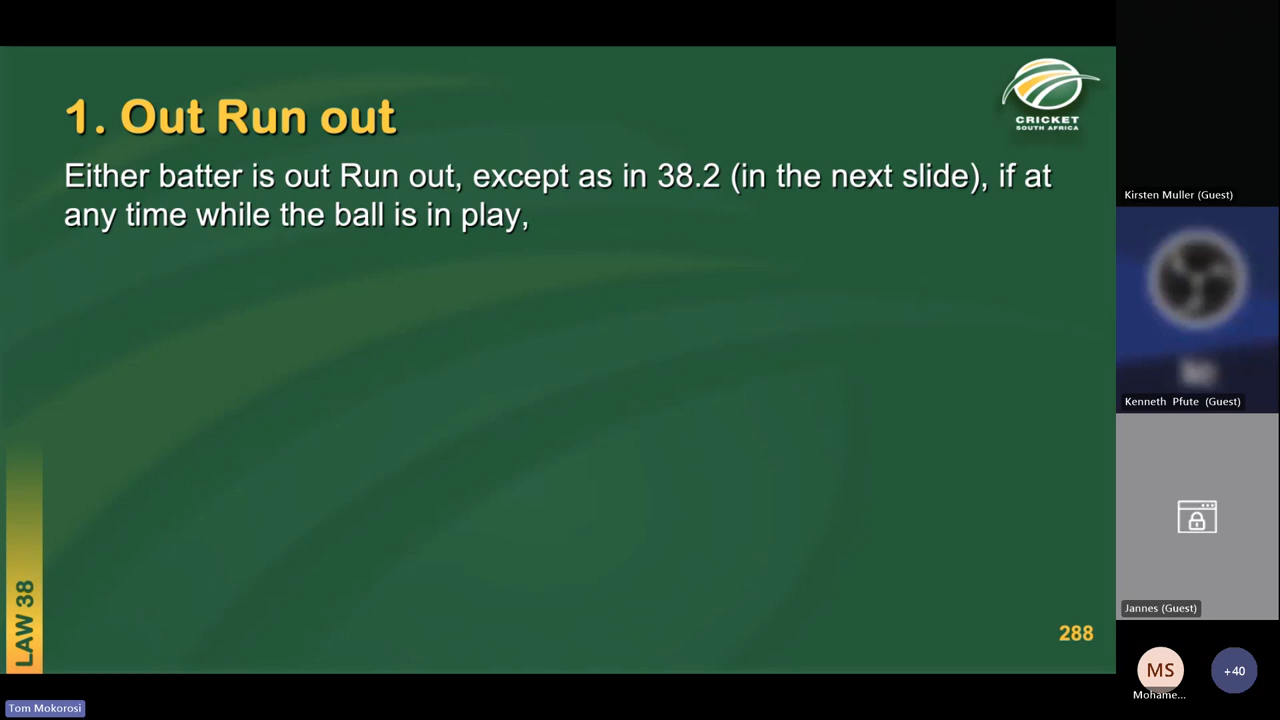 1. Out Run out
CRICKET
SOUTH AFRICA
Either batter is out Run out, except as in 38.2 (in the next slide), if at
any time while the ball is in play,
LAW 38
288
Kirsten Muller (Guest)
Kenneth Pfute (Guest)
Jannes (Guest)
MS
+40
Mohame...
Tom Mokorosi